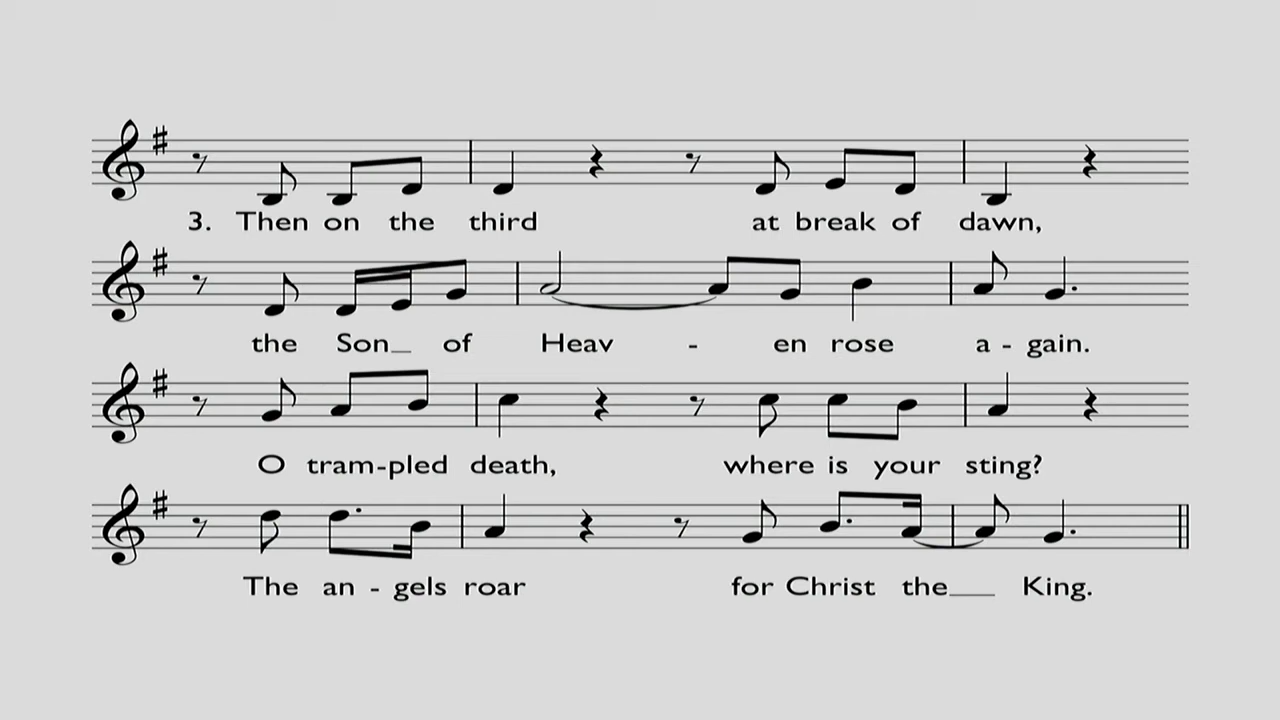 3. Then on the third at break of dawn,
the Son_ of Heav - en rose a - gain.
O tram-pled death, where is your sting?
The an - gels roar for Christ the__ King.